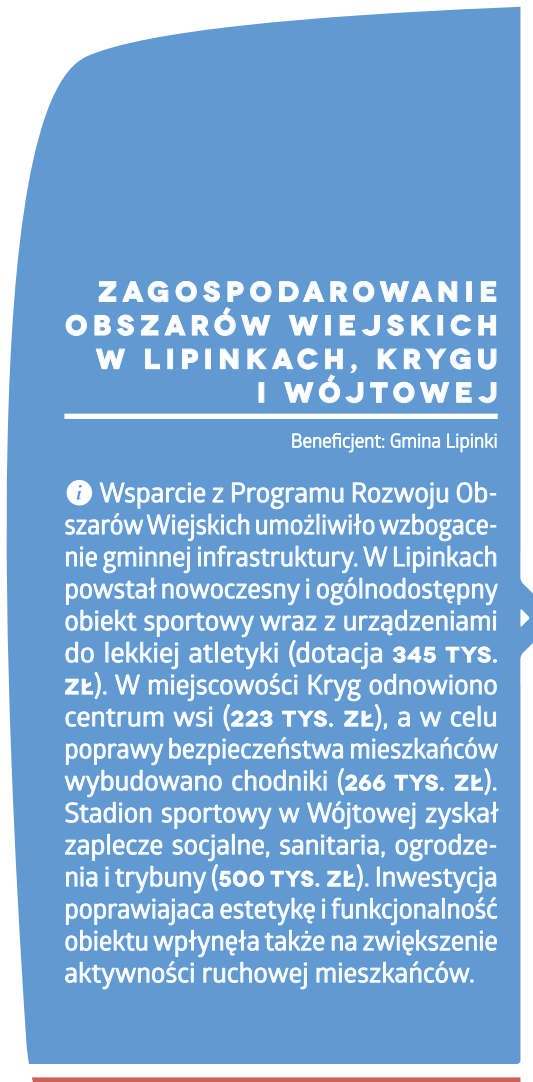 ZAGOSPODAROWANIE
OBSZARÓW WIEJSKICH
W LIPINKACH, KRYGU
I WÓJTOWEJ
Beneficjent: Gmina Lipinki
i Wsparcie z Programu Rozwoju Ob-
szarów Wiejskich umożliwiło wzbogace-
nie gminnej infrastruktury. W Lipinkach
powstał nowoczesny i ogólnodostępny
obiekt sportowy wraz z urządzeniami
do lekkiej atletyki (dotacja 345 TYS.
ZŁ). W miejscowości Kryg odnowiono
centrum wsi (223 TYS. ZŁ), a w celu
poprawy bezpieczeństwa mieszkańców
wybudowano chodniki (266 TYS. ZŁ).
Stadion sportowy w Wójtowej zyskał
zaplecze socjalne, sanitaria, ogrodze-
nia i trybuny (500 TYS. ZŁ). Inwestycja
poprawiajaca estetykę i funkcjonalność
obiektu wpłynęła także na zwiększenie
aktywności ruchowej mieszkańców.